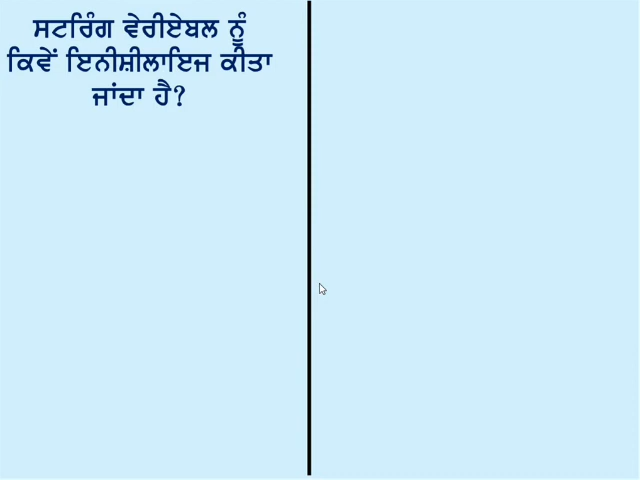 ਸਟਰਿੰਗ ਵੇਰੀਏਬਲ ਨੂੰ
ਕਿਵੇਂ ਇਨੀਸ਼ੀਲਾਇਜ ਕੀਤਾ
ਜਾਂਦਾ ਹੈ?